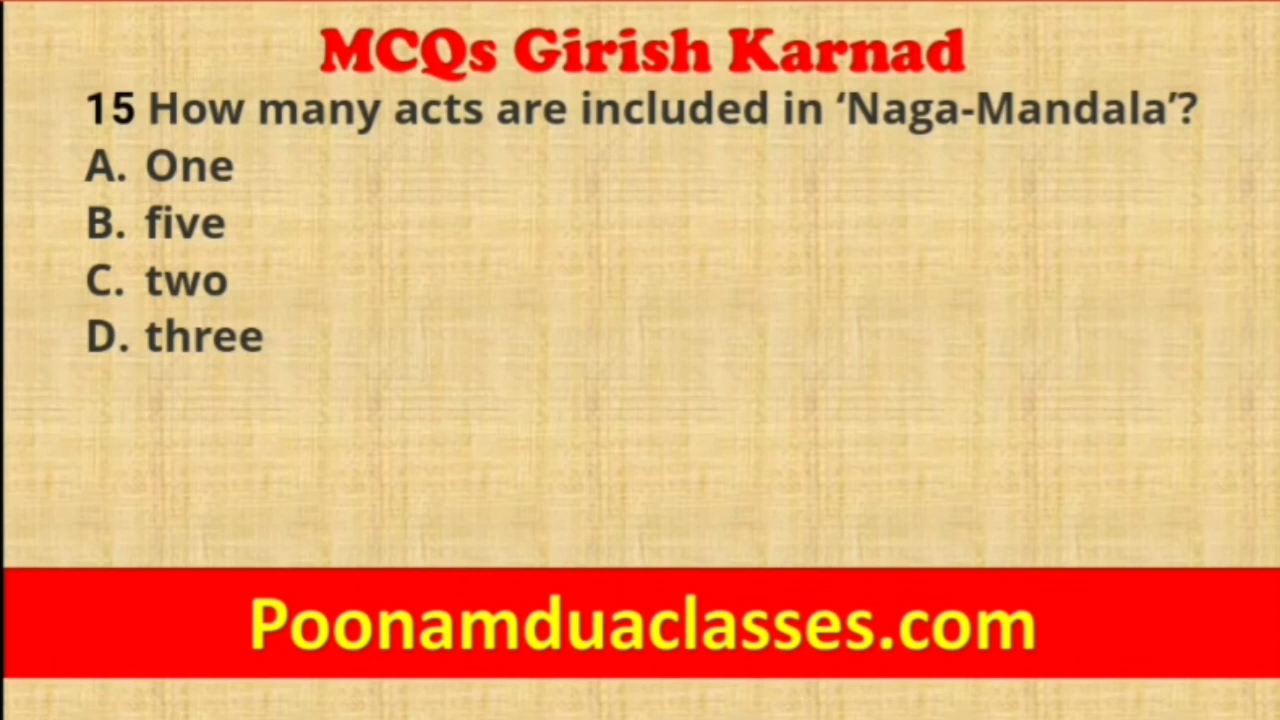 MCQs Girish Karnad
15 How many acts are included in ‘Naga-Mandala’?
A. One
B. five
C. two
D. three
Poonamduaclasses.com